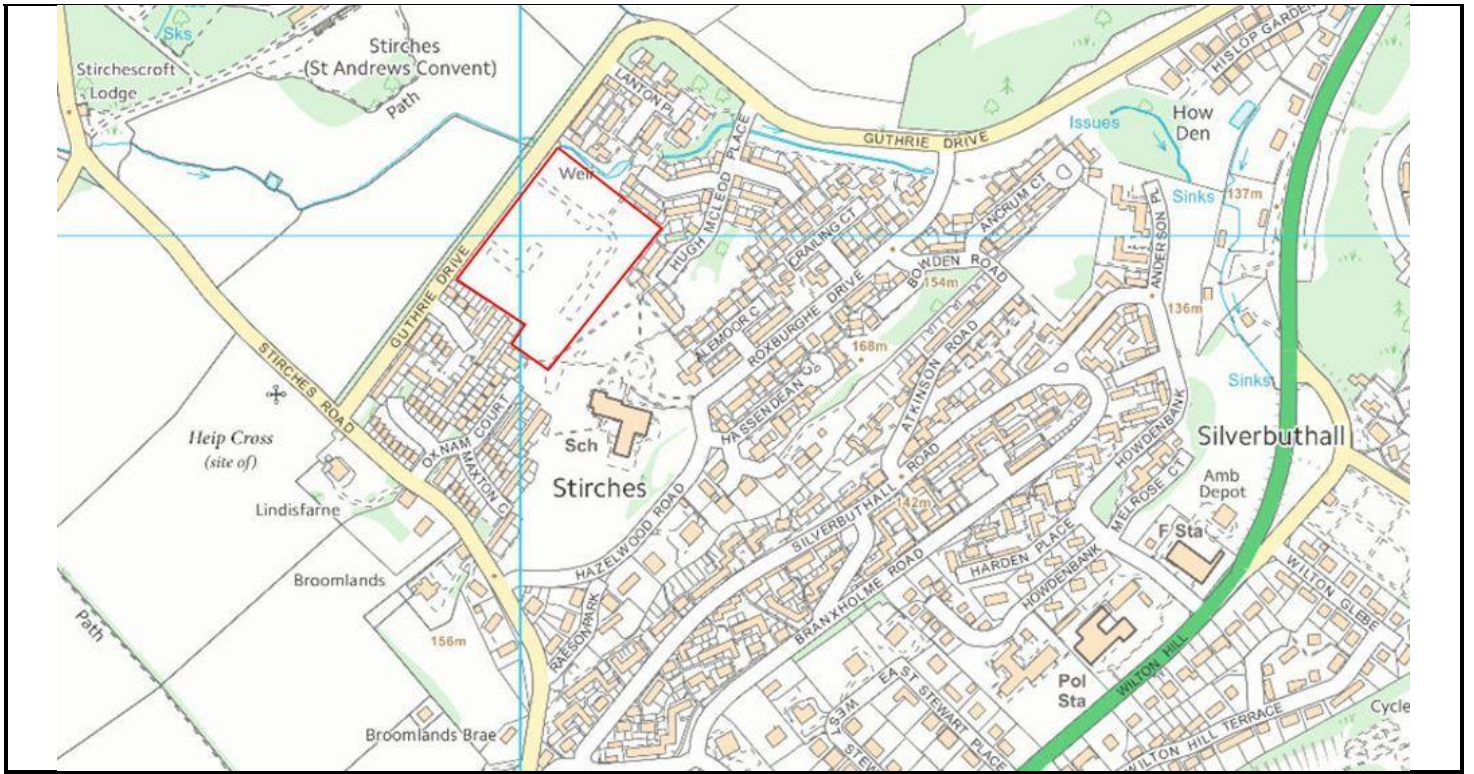 Sks
Stirches
(St Andrews Convent)
Stirchescroft
Lodge
Path
LANTON PL
HISLOP GARDEN
How
Den
Issues
GUTHRIE DRIVE
HUGH MCLEOD PLACE
Weir
Sinks
137m
ANCRUM CT
ANDERSON PL
CRAILING CT
BOWDEN ROAD
154m
GUTHRIE DRIVE
136m
ALEMOOR C
ROXBURGHE DRIVE
168m
STIRCHES ROAD
HASSENDEAN C
ATKINSON ROAD
Sinks
Heip Cross
(site of)
OXNAM COURT
MAXTON C
Sch
Stirches
HOWDENBANK
Silverbuthall
MELROSE CT
Amb
Depot
Lindisfarne
HAZELWOOD ROAD
SILVERBUTHALL ROAD
142m
F Sta
Broomlands
RAESON PARK
BRANXHOLME ROAD
HARDEN PLACE
HOWDENBANK
WILTON GLEBE
Path
156m
Pol
Sta
WILTON HILL
EAST STEWART PLACE
WEST STEW
Broomlands Brae
WILTON HILL TERRACE
Cycle